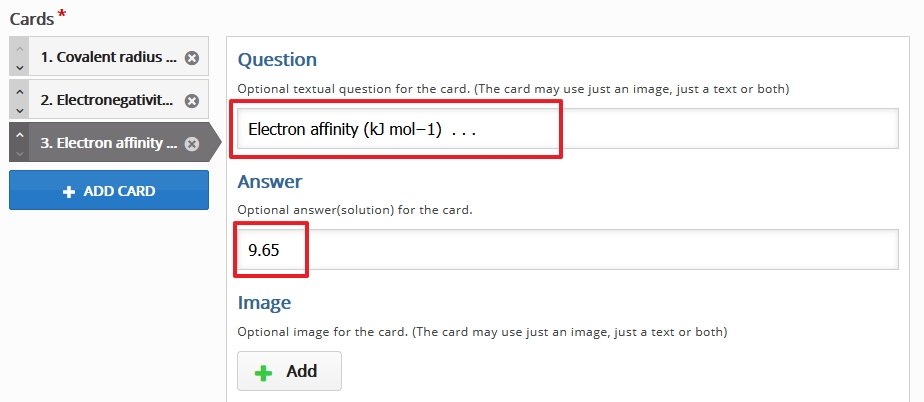 Cards *
1. Covalent radius ...
2. Electronegativit...
3. Electron affinity ...
+ ADD CARD
Question
Optional textual question for the card. (The card may use just an image, just a text or both)
Electron affinity (kJ mol−1) . . .
Answer
Optional answer(solution) for the card.
9.65
Image
Optional image for the card. (The card may use just an image, just a text or both)
Add